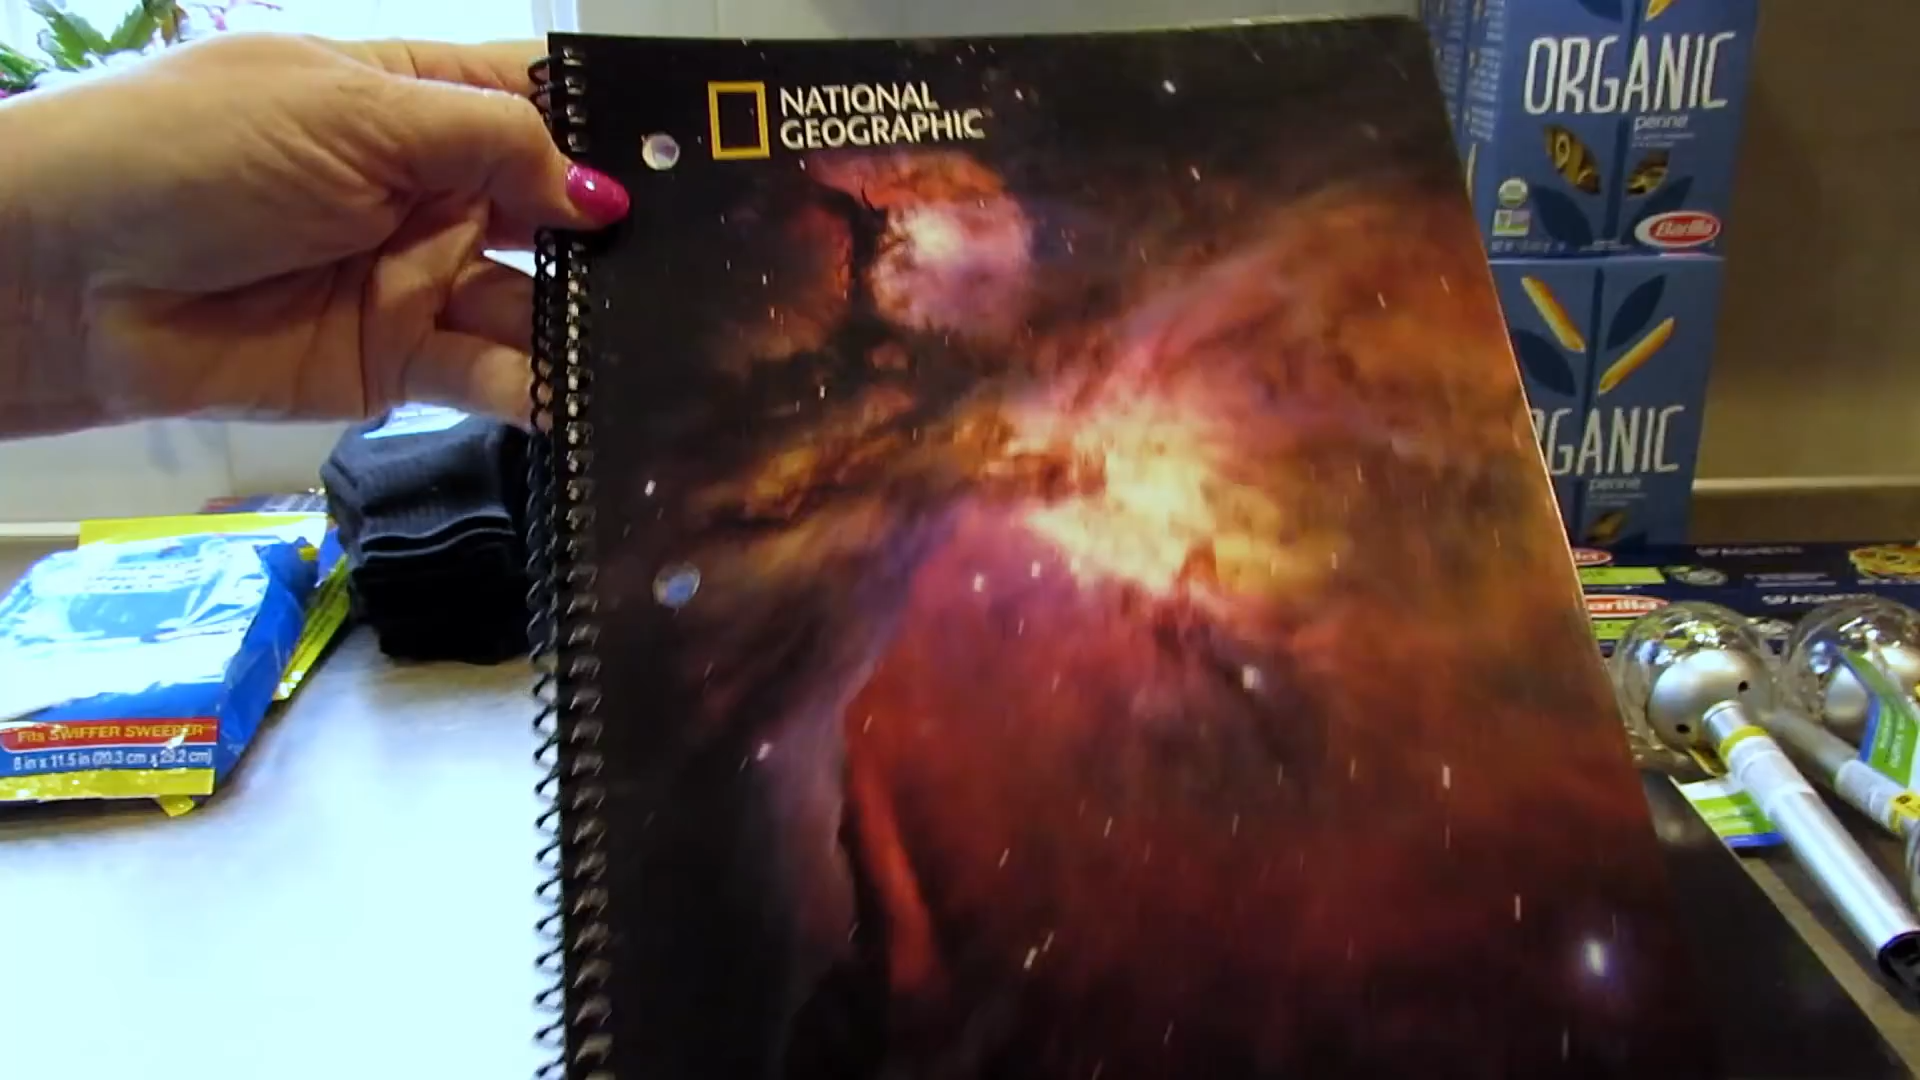 NATIONAL
GEOGRAPHIC
ORGANIC
penne
Barilla
ORGANIC
penne
SPAGHETTI
Barilla
Fits SWIFFER SWEEPER
8 in x 11.5 in (20.3 cm x 29.2 cm)